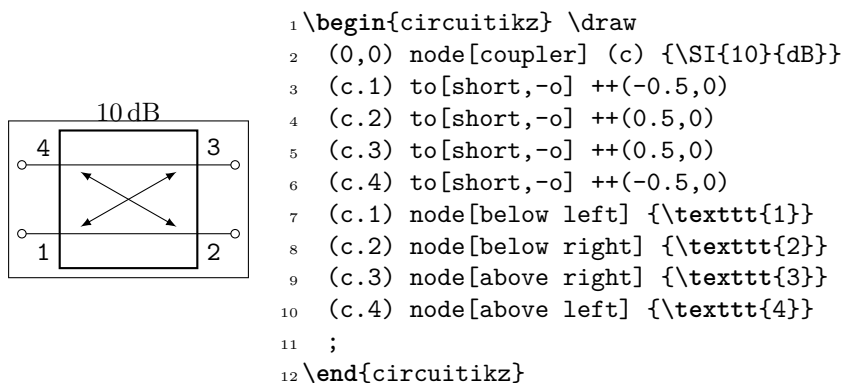 10 dB
4 3
1 2
1 \begin{circuitikz} \draw
2 (0,0) node[coupler] (c) {\SI{10}{dB}}
3 (c.1) to[short,-o] ++(-0.5,0)
4 (c.2) to[short,-o] ++(0.5,0)
5 (c.3) to[short,-o] ++(0.5,0)
6 (c.4) to[short,-o] ++(-0.5,0)
7 (c.1) node[below left] {\texttt{1}}
8 (c.2) node[below right] {\texttt{2}}
9 (c.3) node[above right] {\texttt{3}}
10 (c.4) node[above left] {\texttt{4}}
11 ;
12 \end{circuitikz}